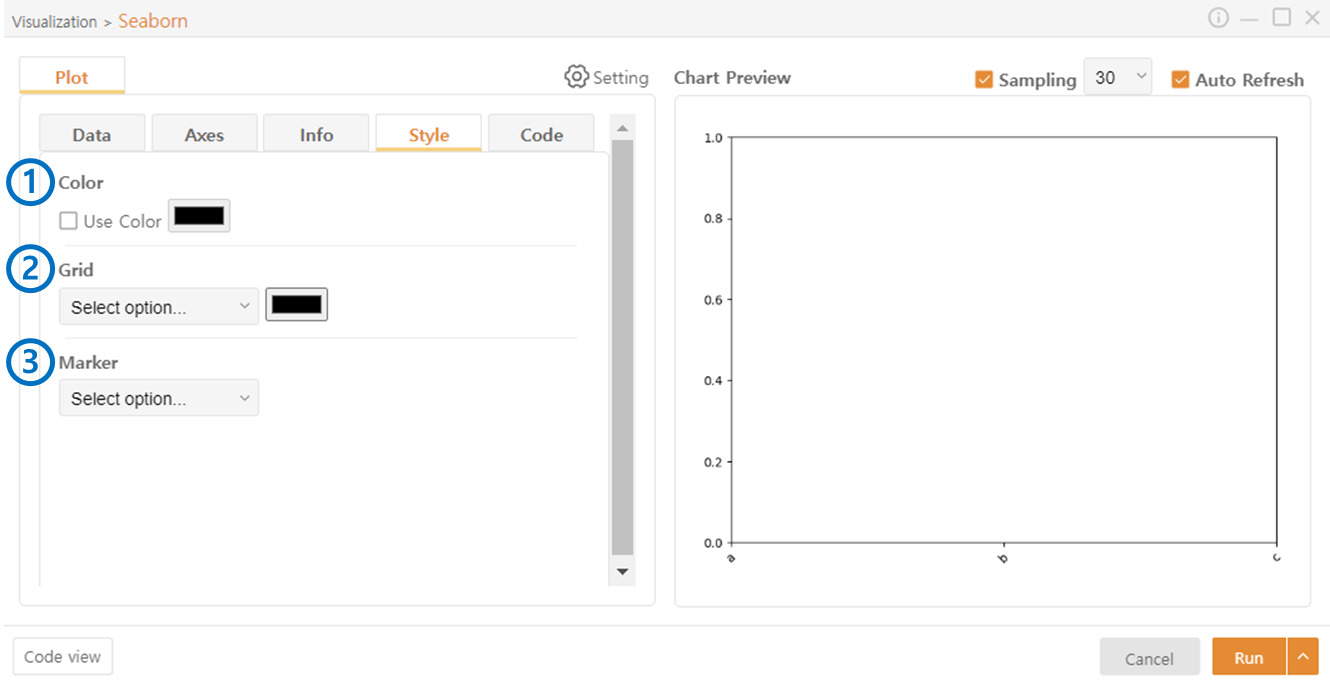 Visualization > Seaborn
Plot
Setting
Chart Preview
Sampling
30
Auto Refresh
Data
Axes
Info
Style
Code
1
Color
Use Color
2
Grid
Select option...
3
Marker
Select option...
1.0
0.8
0.6
0.4
0.2
0.0
a
b
c
Code view
Cancel
Run